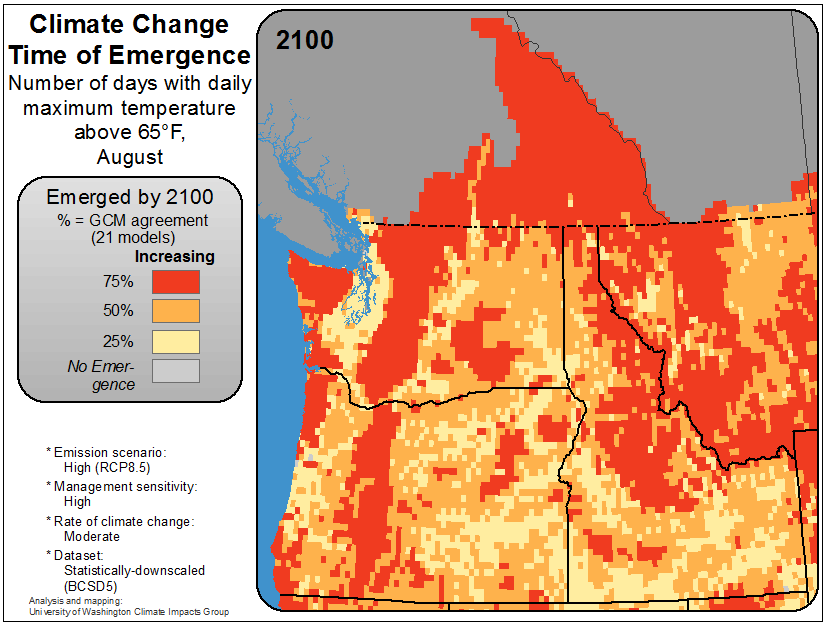 Climate Change
Time of Emergence
Number of days with daily
maximum temperature
above 65°F,
August
Emerged by 2100
% = GCM agreement
(21 models)
Increasing
75%
50%
25%
No Emer-
gence
* Emission scenario:
High (RCP8.5)
* Management sensitivity:
High
* Rate of climate change:
Moderate
* Dataset:
Statistically-downscaled
(BCSD5)
Analysis and mapping:
University of Washington Climate Impacts Group
2100